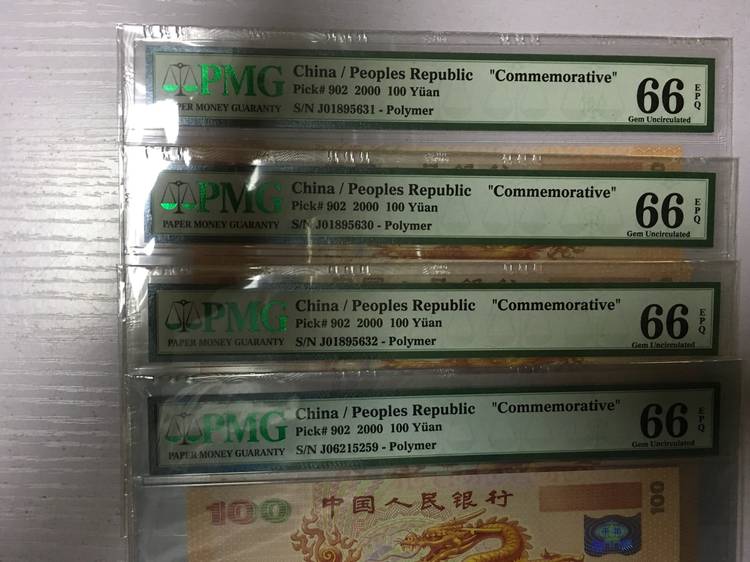 PMG
PAPER MONEY GUARANTY
China / Peoples Republic "Commemorative"
Pick# 902 2000 100 Yüan
S/N J01895631 - Polymer
66 EPQ
Gem Uncirculated
PMG
PAPER MONEY GUARANTY
China / Peoples Republic "Commemorative"
Pick# 902 2000 100 Yüan
S/N J01895630 - Polymer
66 EPQ
Gem Uncirculated
PMG
PAPER MONEY GUARANTY
China / Peoples Republic "Commemorative"
Pick# 902 2000 100 Yüan
S/N J01895632 - Polymer
66 EPQ
Gem Uncirculated
PMG
PAPER MONEY GUARANTY
China / Peoples Republic "Commemorative"
Pick# 902 2000 100 Yüan
S/N J06215259 - Polymer
66 EPQ
Gem Uncirculated
100
中国人民银行
100